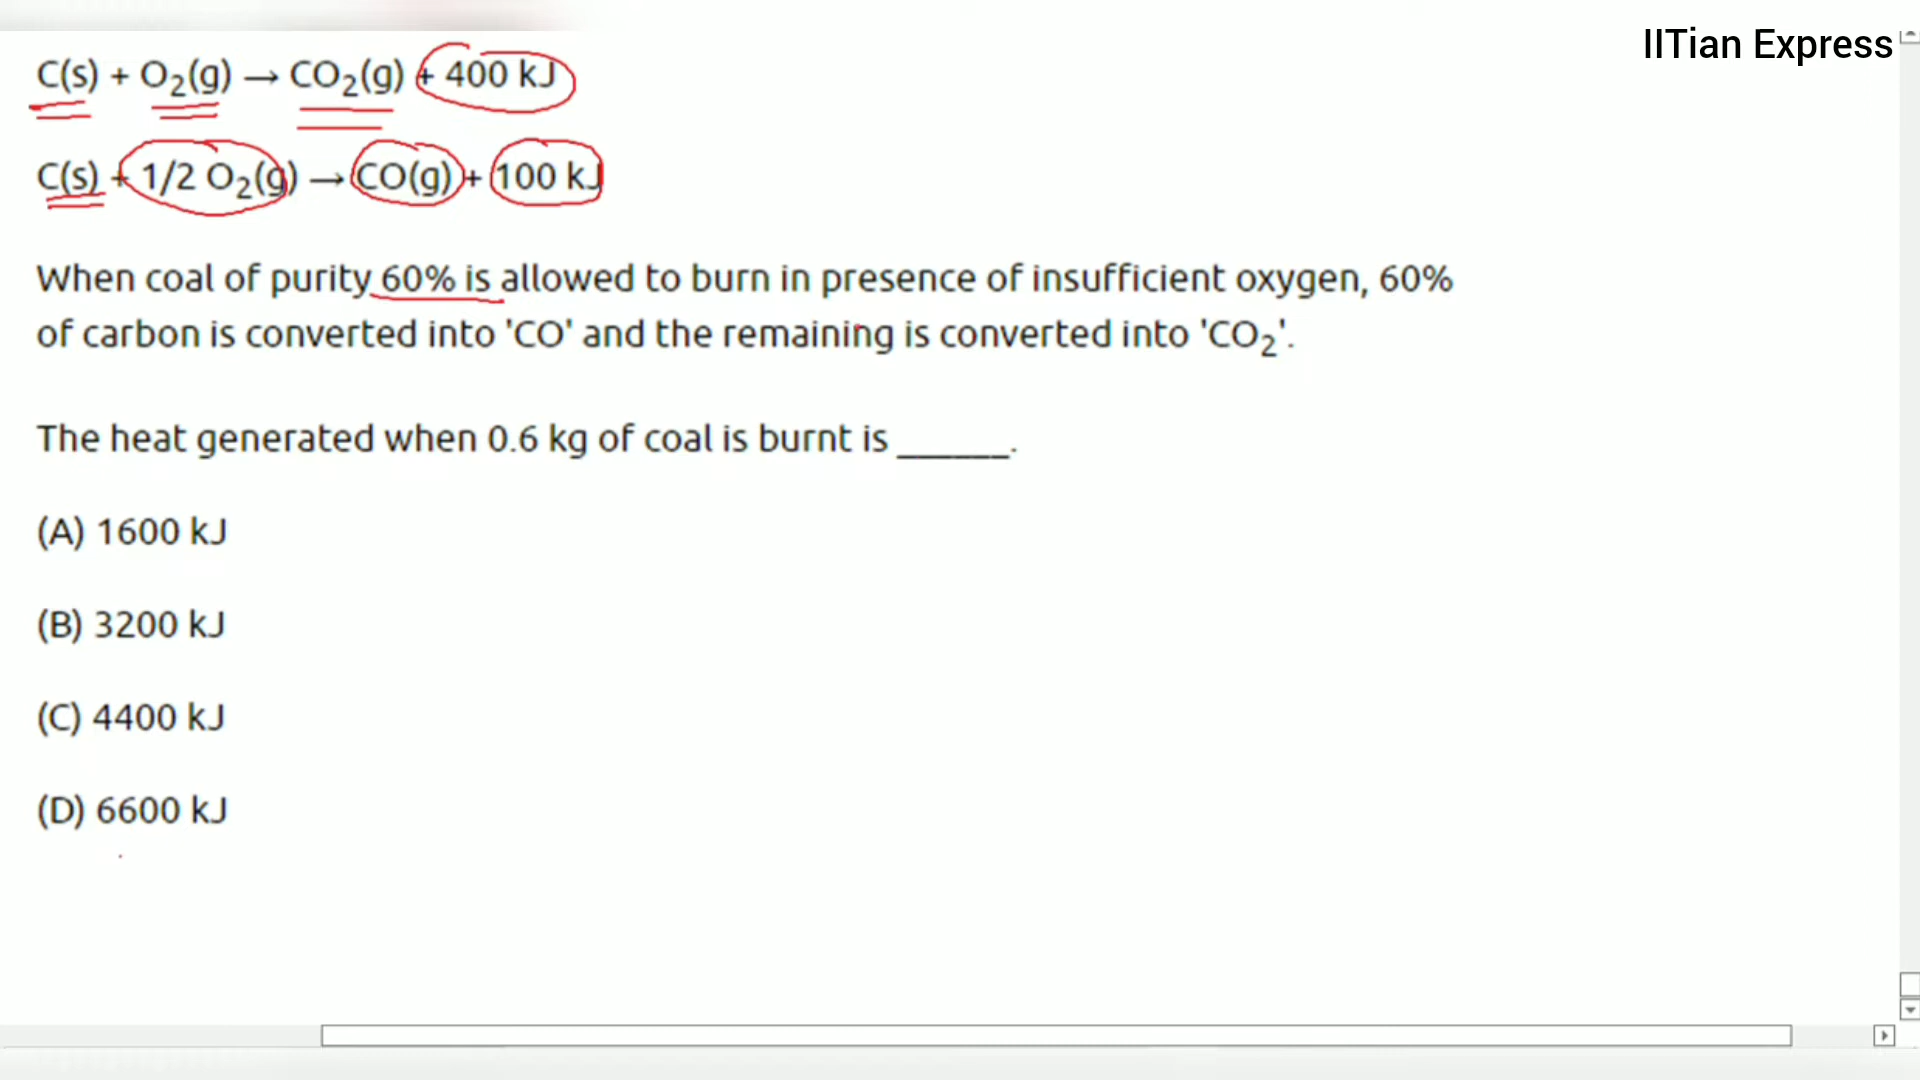 IITian Express
C(s) + O₂(g) → CO₂(g) + 400 kJ
C(s) + 1/2 O₂(g) → CO(g) + 100 kJ
When coal of purity 60% is allowed to burn in presence of insufficient oxygen, 60%
of carbon is converted into 'CO' and the remaining is converted into 'CO₂'.
The heat generated when 0.6 kg of coal is burnt is ______.
(A) 1600 kJ
(B) 3200 kJ
(C) 4400 kJ
(D) 6600 kJ